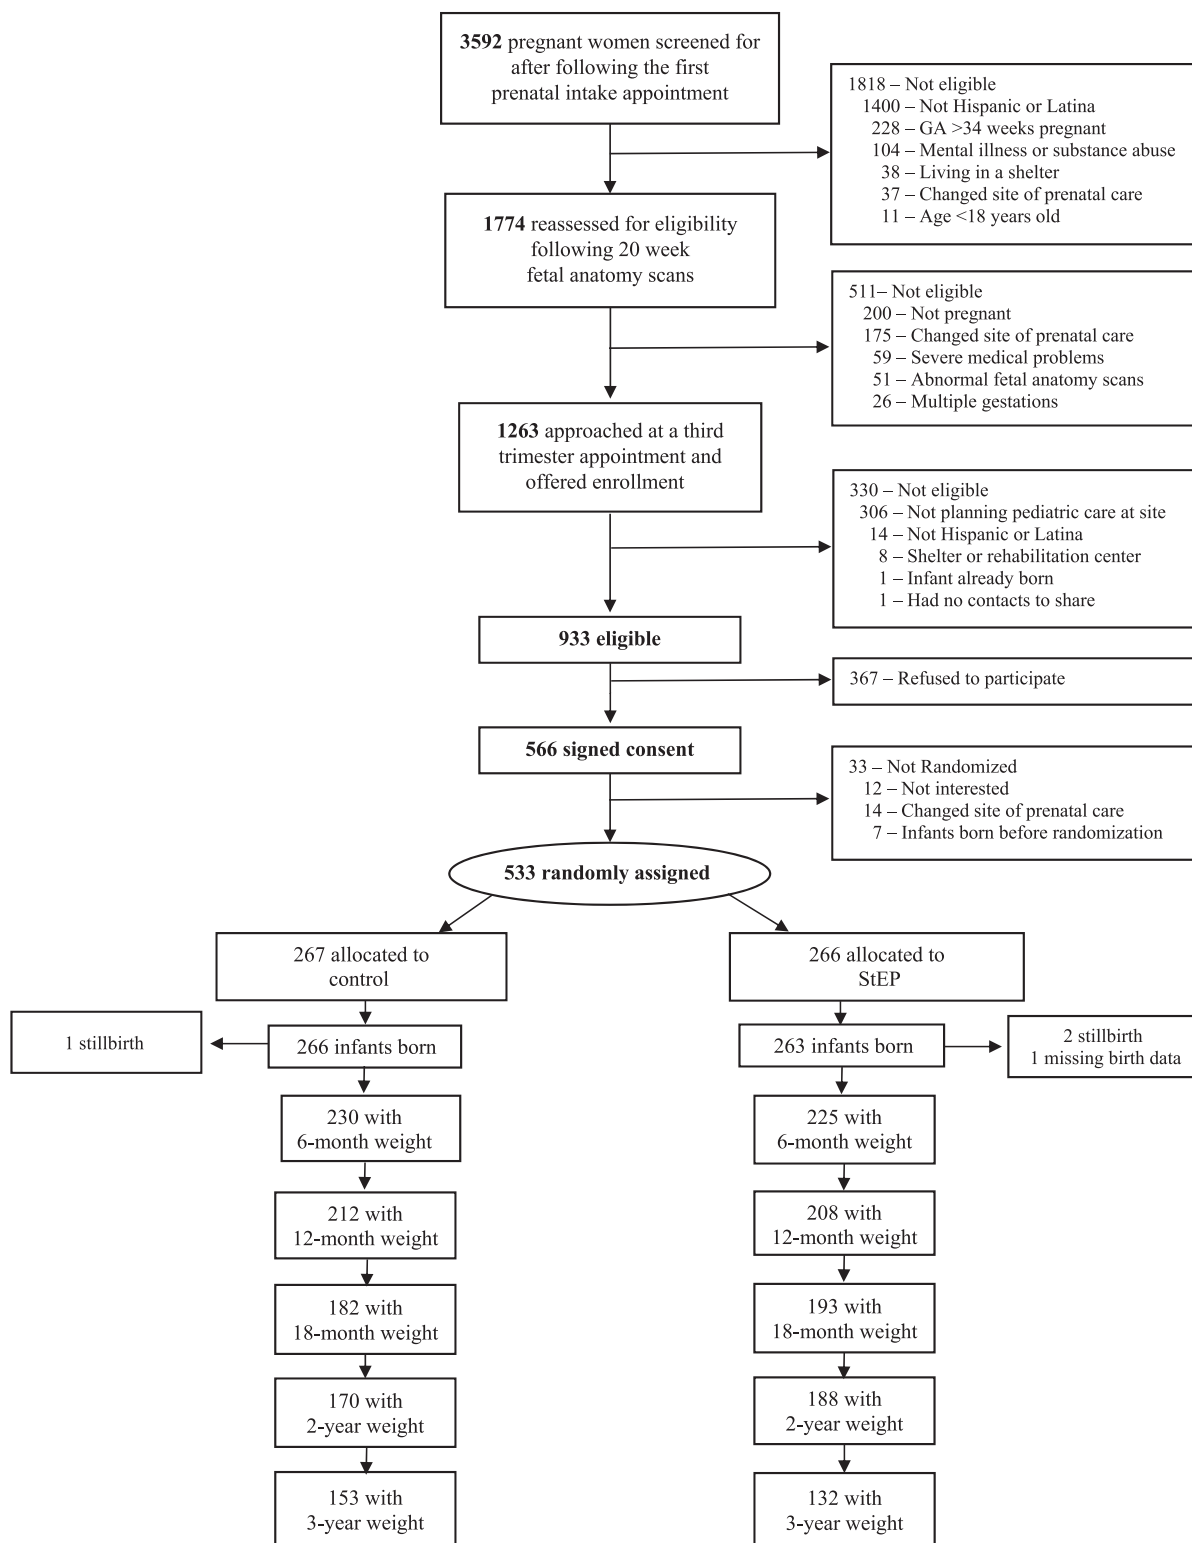 3592 pregnant women screened for
after following the first
prenatal intake appointment
1818 – Not eligible
1400 – Not Hispanic or Latina
228 – GA >34 weeks pregnant
104 – Mental illness or substance abuse
38 – Living in a shelter
37 – Changed site of prenatal care
11 – Age <18 years old
1774 reassessed for eligibility
following 20 week
fetal anatomy scans
511– Not eligible
200 – Not pregnant
175 – Changed site of prenatal care
59 – Severe medical problems
51 – Abnormal fetal anatomy scans
26 – Multiple gestations
1263 approached at a third
trimester appointment and
offered enrollment
330 – Not eligible
306 – Not planning pediatric care at site
14 – Not Hispanic or Latina
8 – Shelter or rehabilitation center
1 – Infant already born
1 – Had no contacts to share
933 eligible
367 – Refused to participate
566 signed consent
33 – Not Randomized
12 – Not interested
14 – Changed site of prenatal care
7 – Infants born before randomization
533 randomly assigned
267 allocated to
control
266 allocated to
StEP
1 stillbirth
266 infants born
263 infants born
2 stillbirth
1 missing birth data
230 with
6-month weight
225 with
6-month weight
212 with
12-month weight
208 with
12-month weight
182 with
18-month weight
193 with
18-month weight
170 with
2-year weight
188 with
2-year weight
153 with
3-year weight
132 with
3-year weight